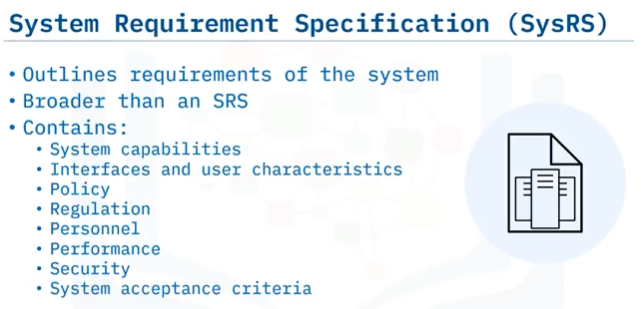 System Requirement Specification (SysRS)
• Outlines requirements of the system
• Broader than an SRS
• Contains:
• System capabilities
• Interfaces and user characteristics
• Policy
• Regulation
• Personnel
• Performance
• Security
• System acceptance criteria